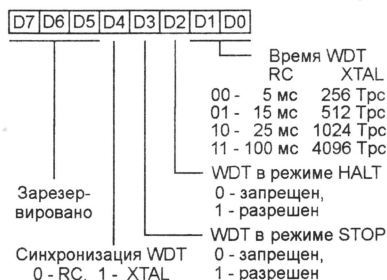 D7 D6 D5 D4 D3 D2 D1 D0
Время WDT
RC XTAL
00 - 5 мс 256 Трс
01 - 15 мс 512 Трс
10 - 25 мс 1024 Трс
11 - 100 мс 4096 Трс
WDT в режиме HALT
0 - запрещен,
1 - разрешен
WDT в режиме STOP
0 - запрещен,
1 - разрешен
Зарезер-
вировано
Синхронизация WDT
0 - RC, 1 - XTAL